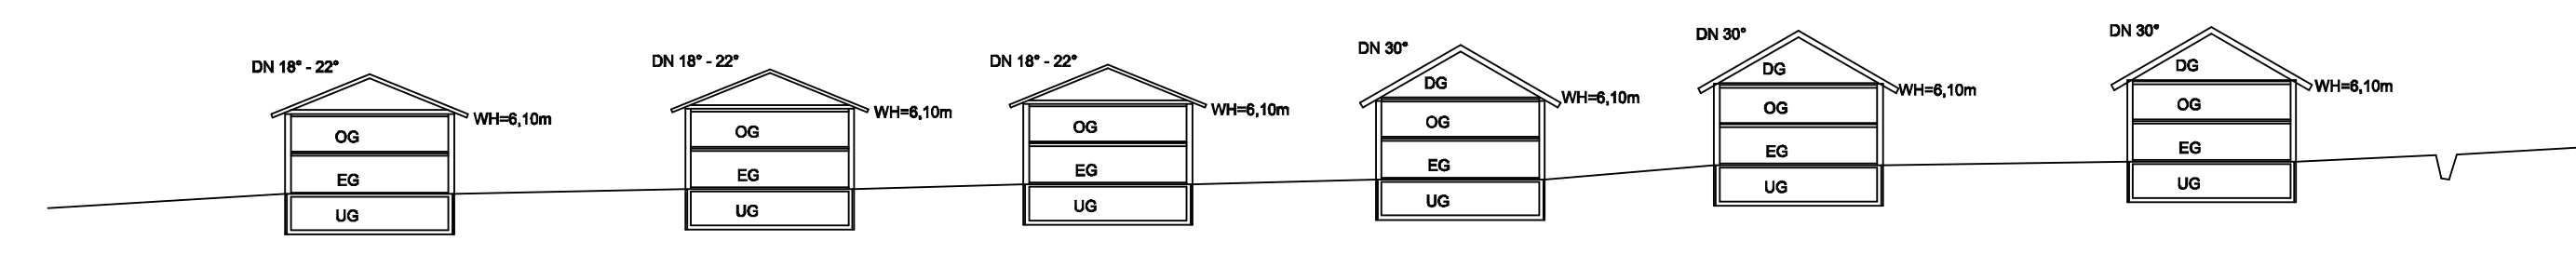 DN 18° - 22°
WH=6,10m
OG
EG
UG
DN 18° - 22°
WH=6,10m
OG
EG
UG
DN 18° - 22°
WH=6,10m
OG
EG
UG
DN 30°
DG
WH=6,10m
OG
EG
UG
DN 30°
DG
WH=6,10m
OG
EG
UG
DN 30°
DG
WH=6,10m
OG
EG
UG